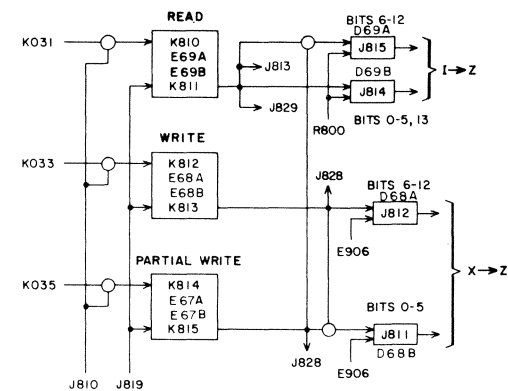 READ
BITS 6-12
D69A
K031
K810
E69A
E69B
K811
J815
J813
D69B
J814
I→Z
J829
R800
BITS 0-5, 13
WRITE
K033
K812
E68A
E68B
K813
J828
BITS 6-12
D68A
J812
E906
X→Z
PARTIAL WRITE
K035
K814
E67A
E67B
K815
BITS 0-5
J811
D68B
J828
E906
J810
J819